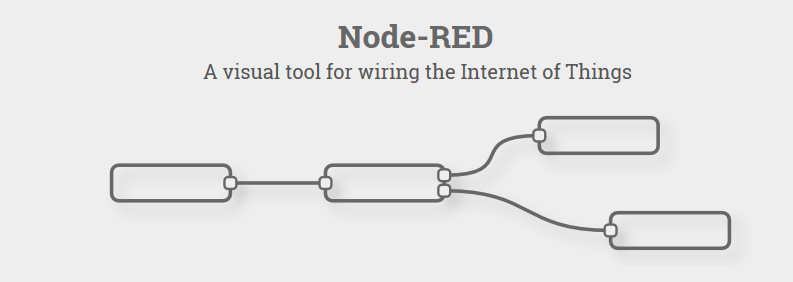 Node-RED
A visual tool for wiring the Internet of Things